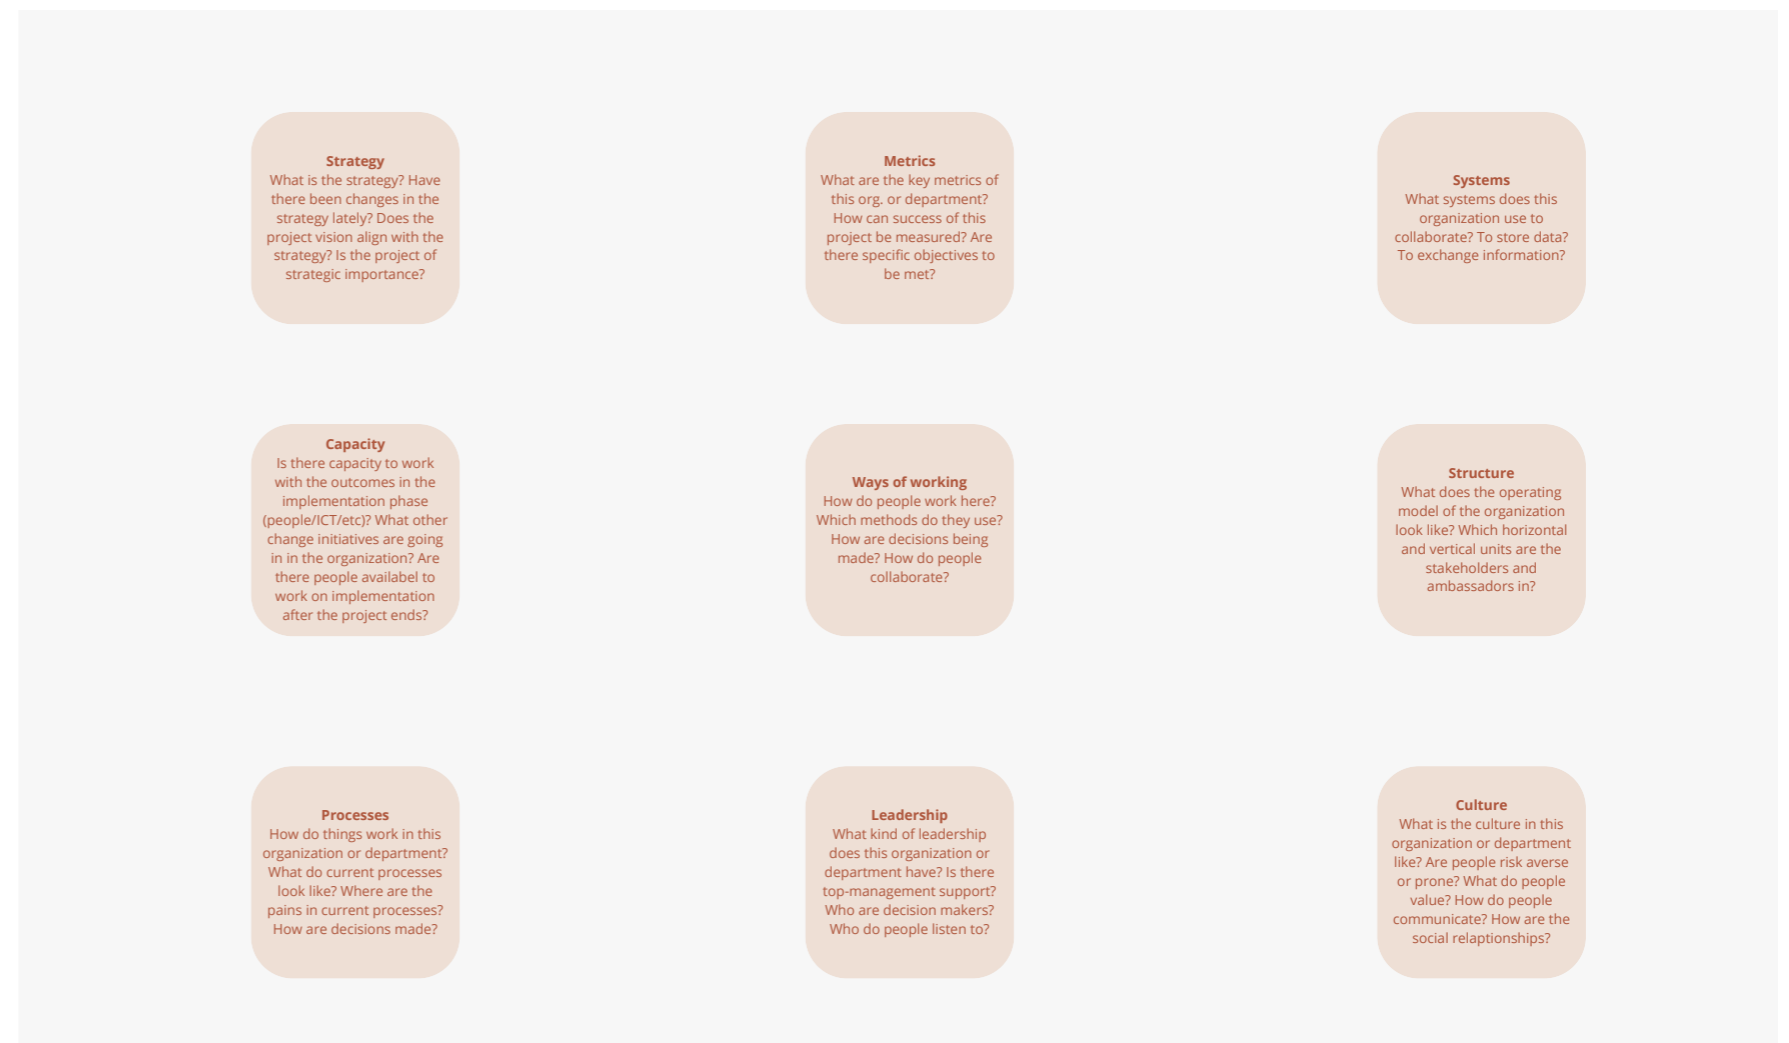 Strategy
What is the strategy? Have
there been changes in the
strategy lately? Does the
project vision align with the
strategy? Is the project of
strategic importance?
Metrics
What are the key metrics of
this org. or department?
How can success of this
project be measured? Are
there specific objectives to
be met?
Systems
What systems does this
organization use to
collaborate? To store data?
To exchange information?
Capacity
Is there capacity to work
with the outcomes in the
implementation phase
(people/ICT/etc)? What other
change initiatives are going
in in the organization? Are
there people availabel to
work on implementation
after the project ends?
Ways of working
How do people work here?
Which methods do they use?
How are decisions being
made? How do people
collaborate?
Structure
What does the operating
model of the organization
look like? Which horizontal
and vertical units are the
stakeholders and
ambassadors in?
Processes
How do things work in this
organization or department?
What do current processes
look like? Where are the
pains in current processes?
How are decisions made?
Leadership
What kind of leadership
does this organization or
department have? Is there
top-management support?
Who are decision makers?
Who do people listen to?
Culture
What is the culture in this
organization or department
like? Are people risk averse
or prone? What do people
value? How do people
communicate? How are the
social relaptionships?